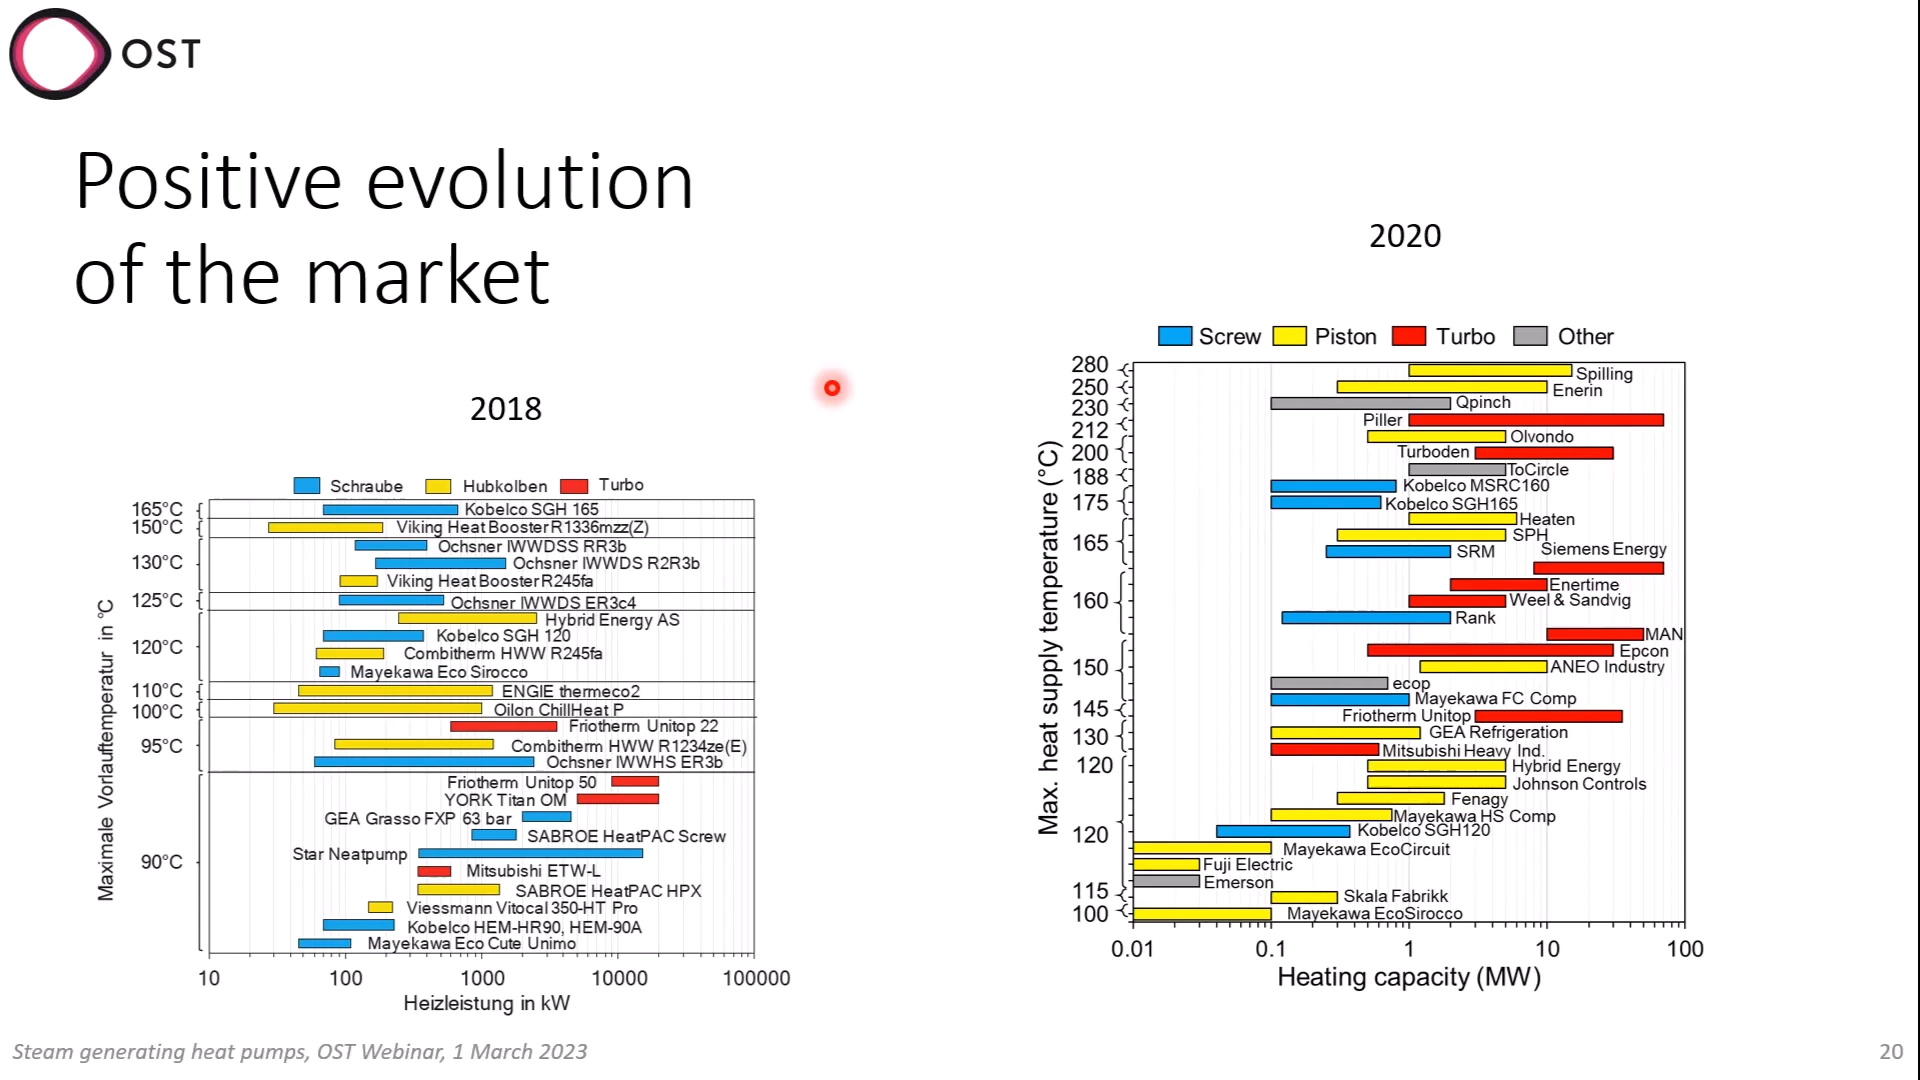 OST
Positive evolution
of the market
2018
Schraube Hubkolben Turbo
Maximale Vorlauftemperatur in °C
165°C
Kobelco SGH 165
150°C
Viking Heat Booster R1336mzz(Z)
130°C
Ochsner IWWDSS RR3b
Ochsner IWWDS R2R3b
Viking Heat Booster R245fa
125°C
Ochsner IWWDS ER3c4
120°C
Hybrid Energy AS
Kobelco SGH 120
Combitherm HWW R245fa
Mayekawa Eco Sirocco
110°C
ENGIE thermeco2
100°C
Oilon ChillHeat P
95°C
Friotherm Unitop 22
Combitherm HWW R1234ze(E)
Ochsner IWWHS ER3b
90°C
Friotherm Unitop 50
YORK Titan OM
GEA Grasso FXP 63 bar
SABROE HeatPAC Screw
Star Neatpump
Mitsubishi ETW-L
SABROE HeatPAC HPX
Viessmann Vitocal 350-HT Pro
Kobelco HEM-HR90, HEM-90A
Mayekawa Eco Cute Unimo
10 100 1000 10000 100000
Heizleistung in kW
2020
Screw Piston Turbo Other
Max. heat supply temperature (°C)
280
250
230
212
200
188
175
165
160
150
145
130
120
120
115
100
Spilling
Enerin
Qpinch
Piller
Olvondo
Turboden
ToCircle
Kobelco MSRC160
Kobelco SGH165
Heaten
SPH
SRM
Siemens Energy
Enertime
Weel & Sandvig
Rank
MAN
Epcon
ANEO Industry
ecop
Mayekawa FC Comp
Friotherm Unitop
GEA Refrigeration
Mitsubishi Heavy Ind.
Hybrid Energy
Johnson Controls
Fenagy
Mayekawa HS Comp
Kobelco SGH120
Mayekawa EcoCircuit
Fuji Electric
Emerson
Skala Fabrikk
Mayekawa EcoSirocco
0.01 0.1 1 10 100
Heating capacity (MW)
Steam generating heat pumps, OST Webinar, 1 March 2023
20